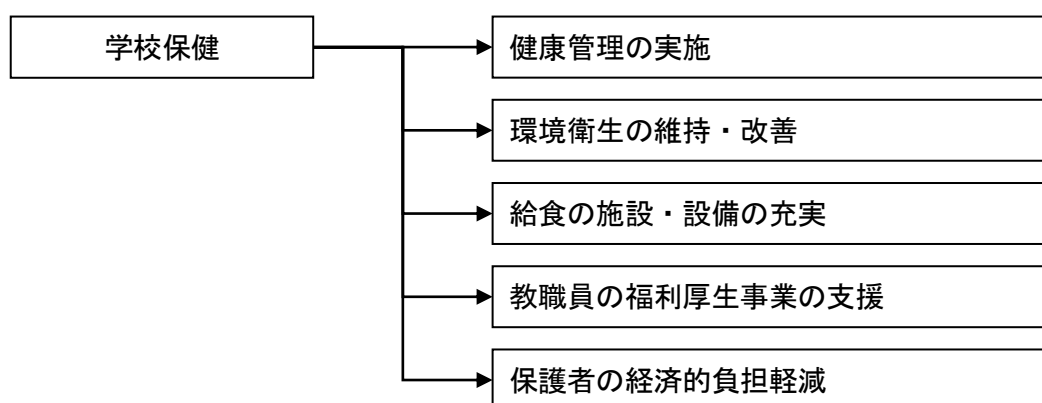 学校保健
健康管理の実施
環境衛生の維持・改善
給食の施設・設備の充実
教職員の福利厚生事業の支援
保護者の経済的負担軽減